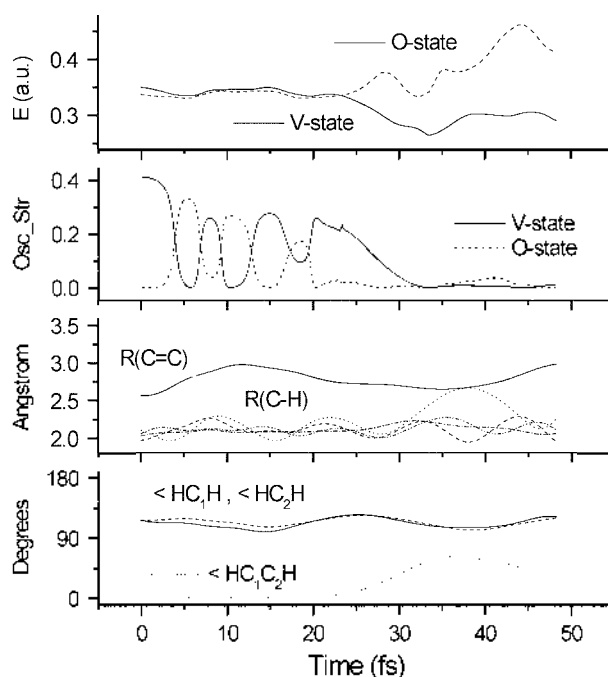 O-state
0.4
E (a.u.)
0.3
V-state
0.4
Osc_Str
0.2
0.0
V-state
O-state
3.5
Angstrom
3.0
2.5
2.0
R(C=C)
R(C-H)
180
Degrees
90
0
< HC₁H , < HC₂H
< HC₁C₂H
0 10 20 30 40 50
Time (fs)